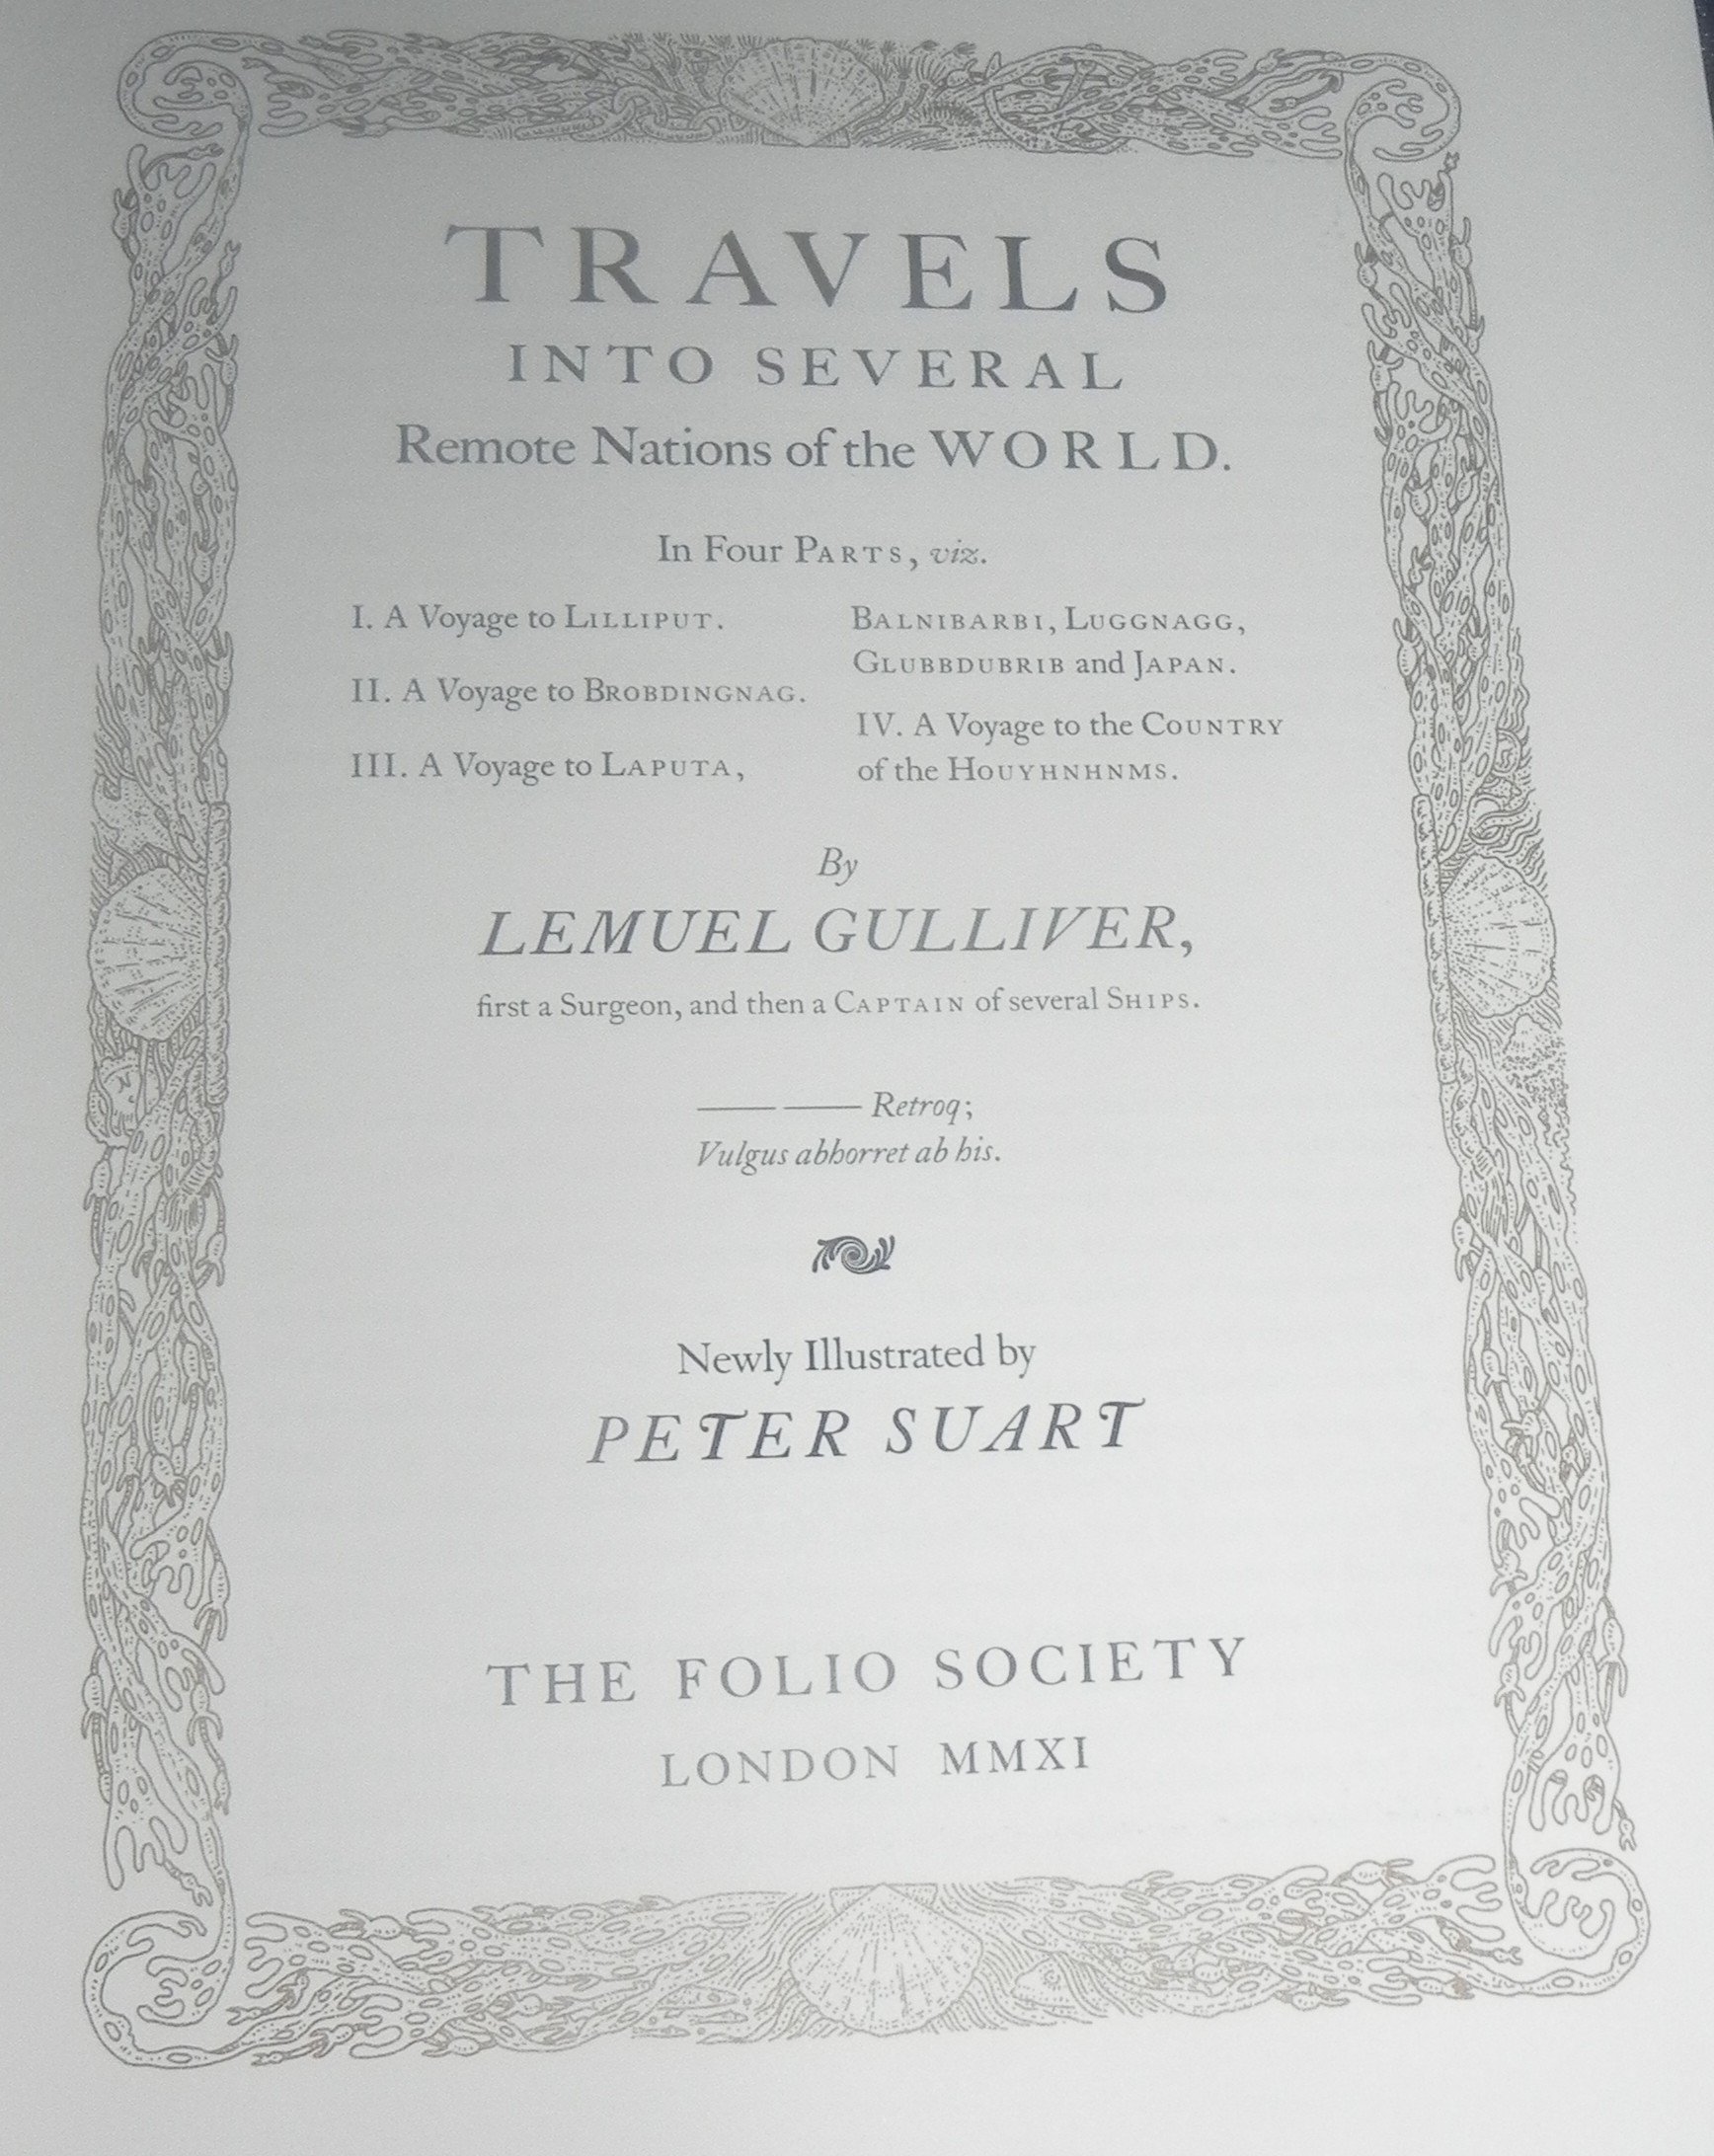 TRAVELS
INTO SEVERAL
Remote Nations of the WORLD.
In Four PARTS, viz.
I. A Voyage to LILLIPUT.
II. A Voyage to BROBDINGNAG.
III. A Voyage to LAPUTA,
BALNIBARBI, LUGGNAGG,
GLUBBDUBRIB and JAPAN.
IV. A Voyage to the COUNTRY
of the HOUYHNHNMS.
By
LEMUEL GULLIVER,
first a Surgeon, and then a CAPTAIN of several SHIPS.
—— —— Retroq;
Vulgus abhorret ab his.
Newly Illustrated by
PETER SUART
THE FOLIO SOCIETY
LONDON MMXI